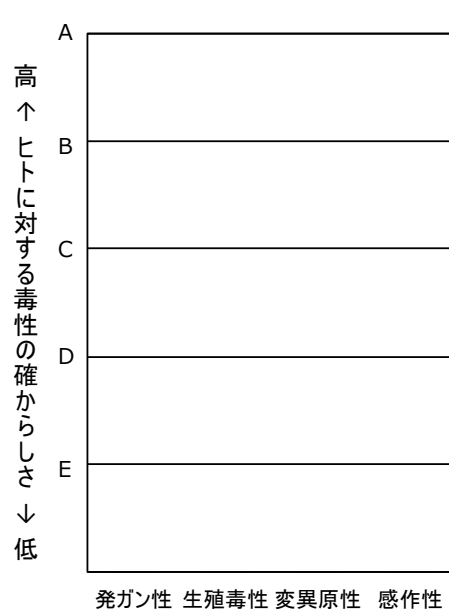 高 ↑ ヒトに対する毒性の確からしさ ↓ 低
A
B
C
D
E
発ガン性 生殖毒性 変異原性 感作性